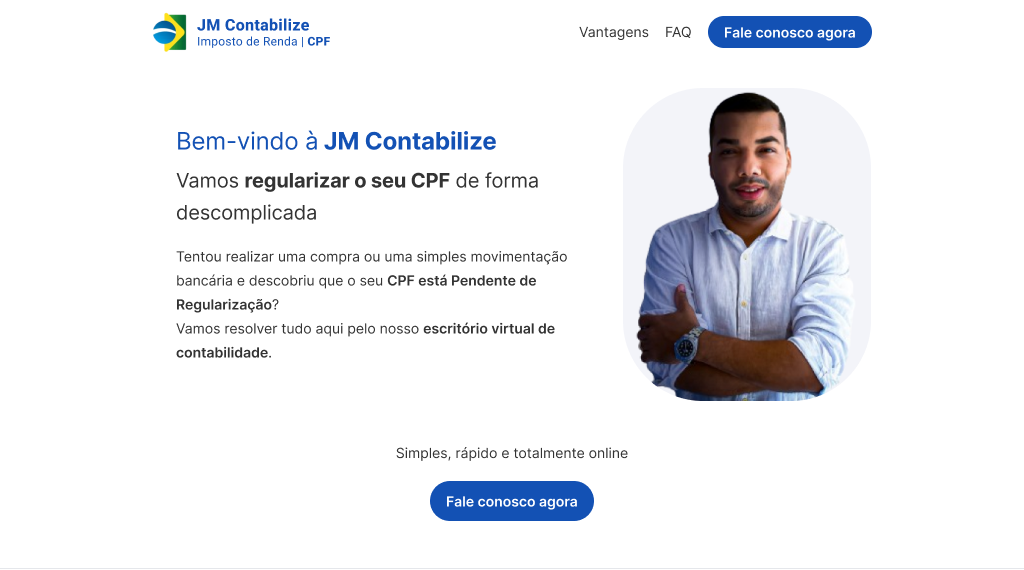 JM Contabilize
Imposto de Renda | CPF
Vantagens FAQ Fale conosco agora
Bem-vindo à JM Contabilize
Vamos regularizar o seu CPF de forma
descomplicada
Tentou realizar uma compra ou uma simples movimentação
bancária e descobriu que o seu CPF está Pendente de
Regularização?
Vamos resolver tudo aqui pelo nosso escritório virtual de
contabilidade.
Simples, rápido e totalmente online
Fale conosco agora